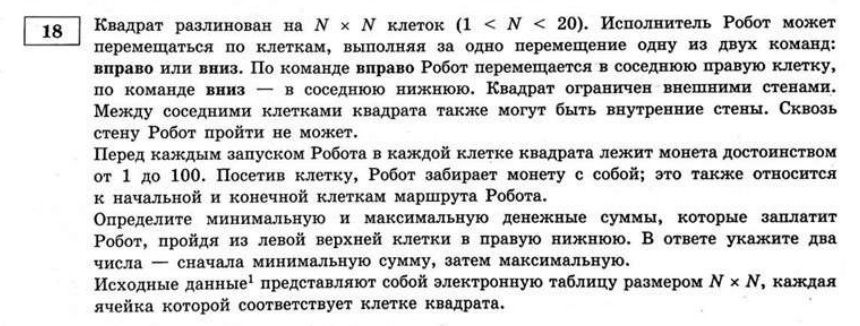 18
Квадрат разлинован на N × N клеток (1 < N < 20). Исполнитель Робот может
перемещаться по клеткам, выполняя за одно перемещение одну из двух команд:
вправо или вниз. По команде вправо Робот перемещается в соседнюю правую клетку,
по команде вниз — в соседнюю нижнюю. Квадрат ограничен внешними стенами.
Между соседними клетками квадрата также могут быть внутренние стены. Сквозь
стену Робот пройти не может.
Перед каждым запуском Робота в каждой клетке квадрата лежит монета достоинством
от 1 до 100. Посетив клетку, Робот забирает монету с собой; это также относится
к начальной и конечной клеткам маршрута Робота.
Определите минимальную и максимальную денежные суммы, которые заплатит
Робот, пройдя из левой верхней клетки в правую нижнюю. В ответе укажите два
числа — сначала минимальную сумму, затем максимальную.
Исходные данные¹ представляют собой электронную таблицу размером N × N, каждая
ячейка которой соответствует клетке квадрата.